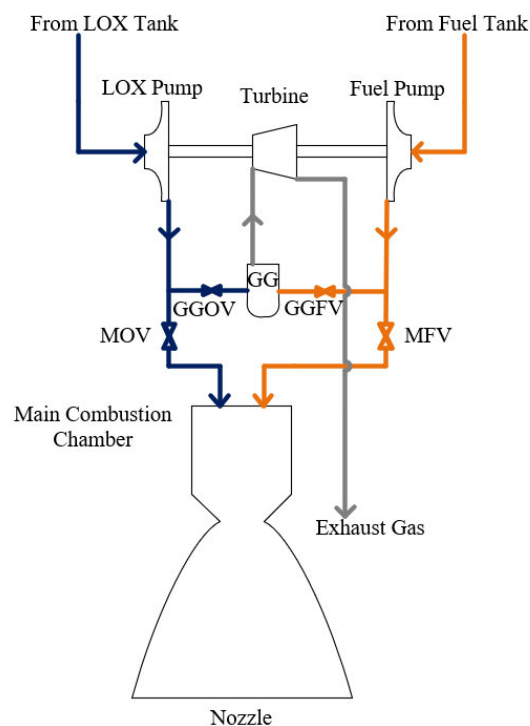 From LOX Tank
From Fuel Tank
LOX Pump
Turbine
Fuel Pump
GG
GGOV
GGFV
MOV
MFV
Main Combustion
Chamber
Exhaust Gas
Nozzle